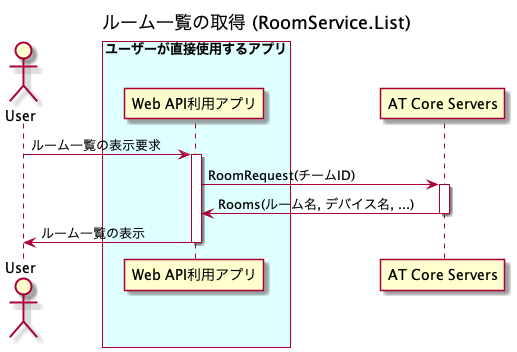 ルーム一覧の取得 (RoomService.List)
ユーザーが直接使用するアプリ
User
Web API利用アプリ
AT Core Servers
ルーム一覧の表示要求
RoomRequest(チームID)
Rooms(ルーム名, デバイス名, ...)
ルーム一覧の表示
User
Web API利用アプリ
AT Core Servers